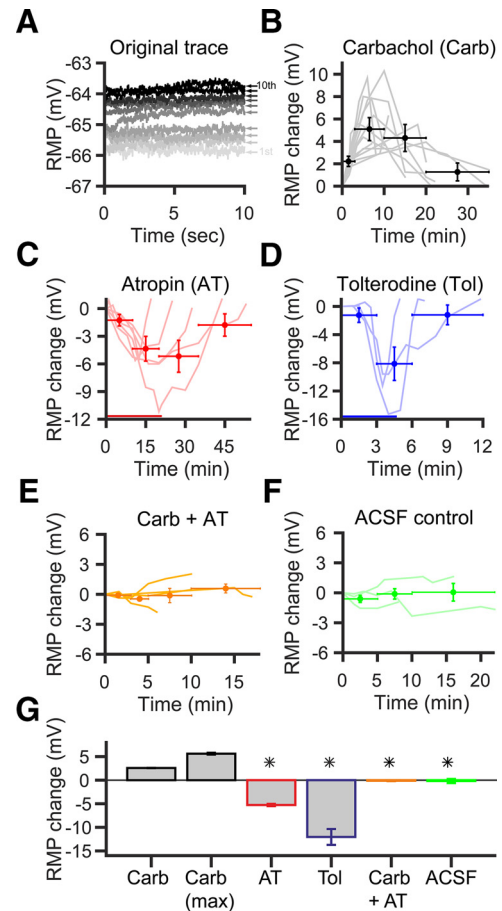 A
Original trace
RMP (mV)
-63
-64
-65
-66
-67
10th
1st
0
5
10
Time (sec)
B
Carbachol (Carb)
RMP change (mV)
10
8
6
4
2
0
0
10
20
30
Time (min)
C
Atropin (AT)
RMP change (mV)
0
-3
-6
-9
-12
0
15
30
45
Time (min)
D
Tolterodine (Tol)
RMP change (mV)
0
-4
-8
-12
-16
0
3
6
9
12
Time (min)
E
Carb + AT
RMP change (mV)
6
3
0
-3
-6
0
5
10
15
Time (min)
F
ACSF control
RMP change (mV)
6
3
0
-3
-6
0
5
10
15
20
Time (min)
G
RMP change (mV)
5
0
-5
-10
-15
* * * *
Carb
Carb
(max)
AT
Tol
Carb
+ AT
ACSF